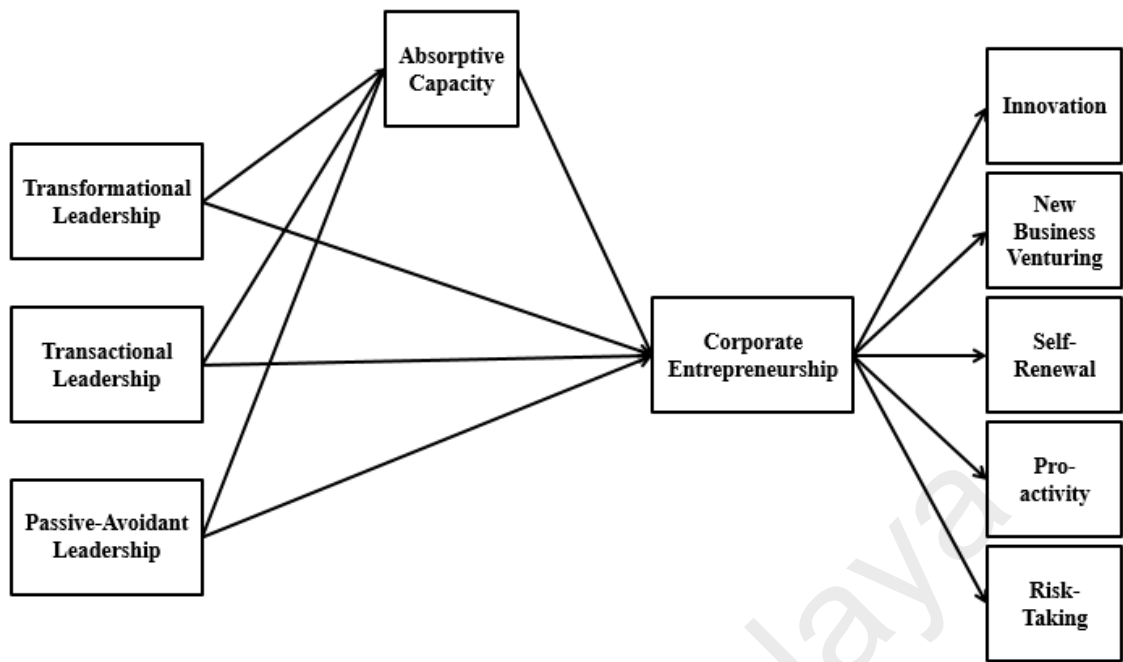 Absorptive
Capacity
Transformational
Leadership
Transactional
Leadership
Passive-Avoidant
Leadership
Corporate
Entrepreneurship
Innovation
New
Business
Venturing
Self-
Renewal
Pro-
activity
Risk-
Taking
laya